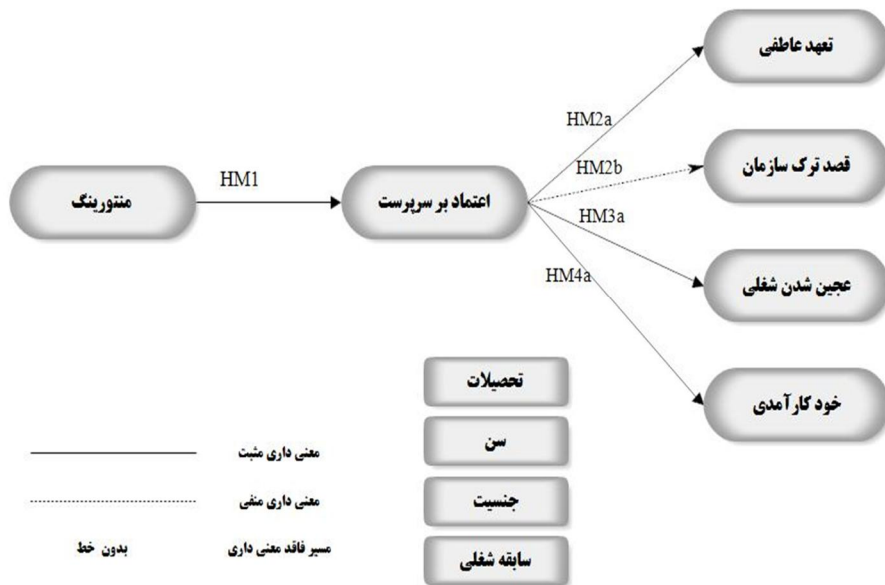 تعهد عاطفی
HM2a
قصد ترک سازمان
HM2b
HM1
منتورینگ
اعتماد بر سرپرست
HM3a
عجین شدن شغلی
HM4a
خود کارآمدی
تحصیلات
سن
جنسیت
سابقه شغلی
معنی داری مثبت
معنی داری منفی
مسیر فاقد معنی داری
بدون خط